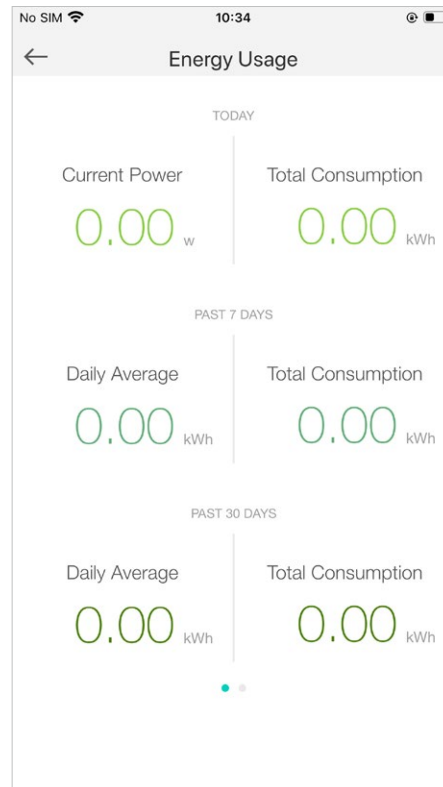 No SIM 10:34
Energy Usage
TODAY
Current Power Total Consumption
0.00 w 0.00 kWh
PAST 7 DAYS
Daily Average Total Consumption
0.00 kWh 0.00 kWh
PAST 30 DAYS
Daily Average Total Consumption
0.00 kWh 0.00 kWh